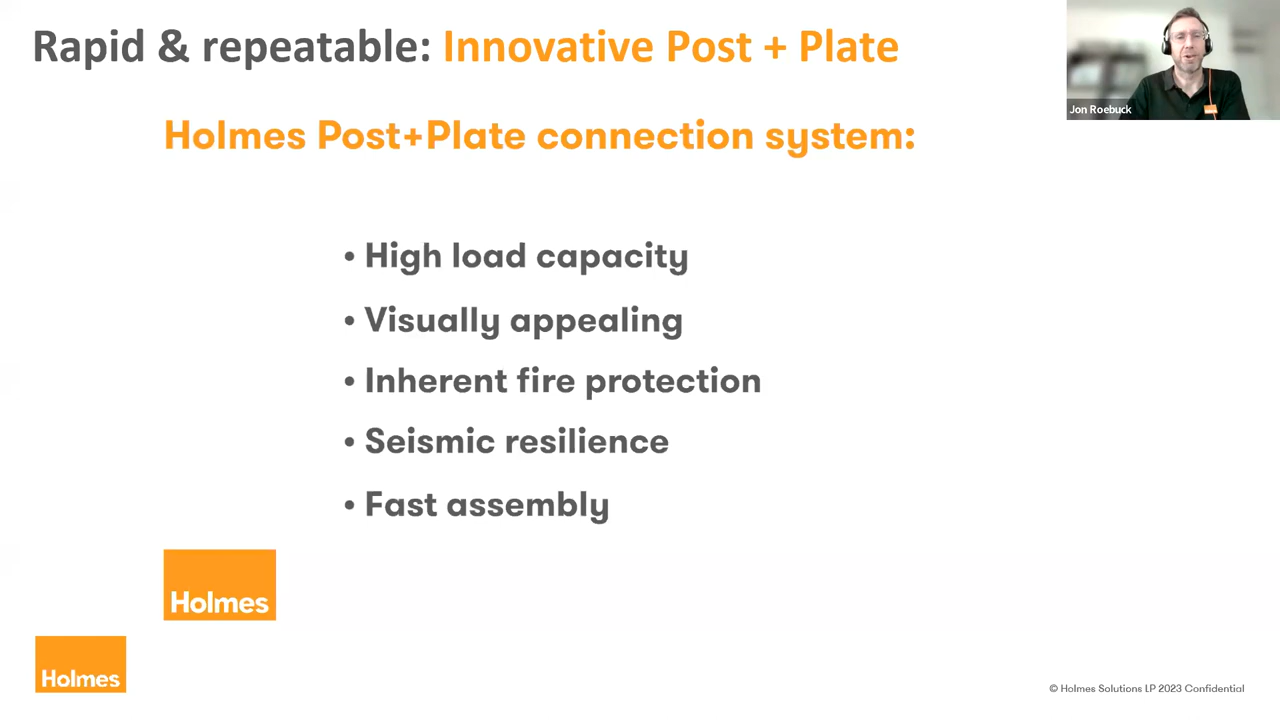 Rapid & repeatable: Innovative Post + Plate
Jon Roebuck
Holmes Post+Plate connection system:
• High load capacity
• Visually appealing
• Inherent fire protection
• Seismic resilience
• Fast assembly
Holmes
Holmes
© Holmes Solutions LP 2023 Confidential